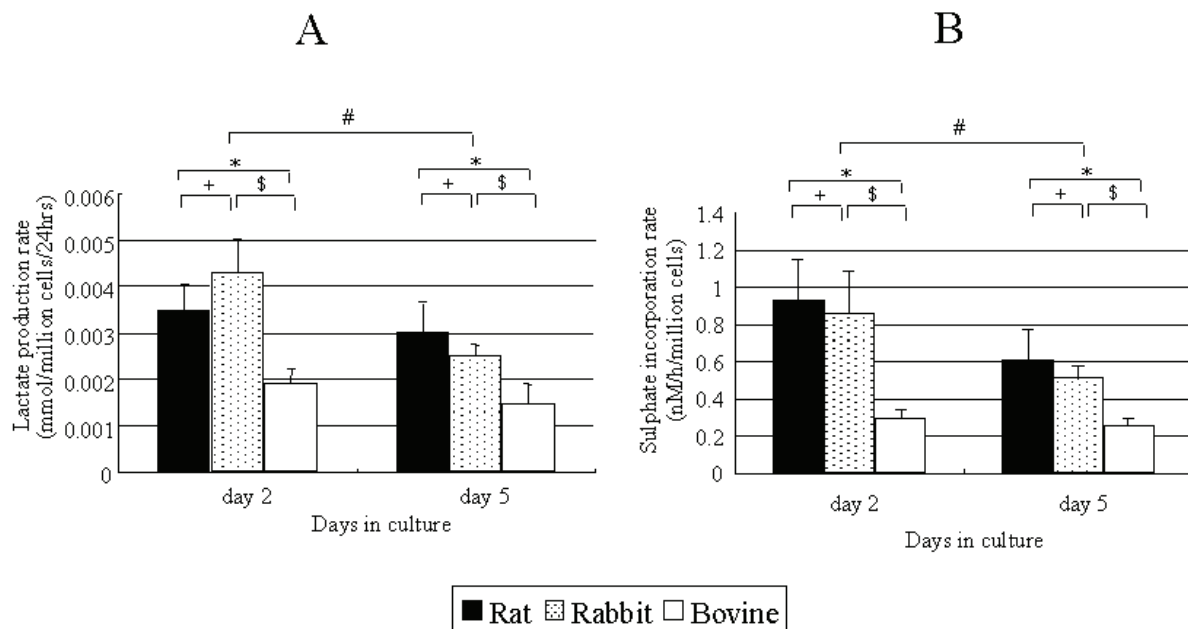 A
B
#
#
*
*
*
*
+
$
+
$
+
$
+
$
Lactate production rate
(mmol/million cells/24hrs)
0.006
0.005
0.004
0.003
0.002
0.001
0
day 2
day 5
Days in culture
Sulphate incorporation rate
(nM/h/million cells)
1.4
1.2
1
0.8
0.6
0.4
0.2
0
day 2
day 5
Days in culture
Rat Rabbit Bovine